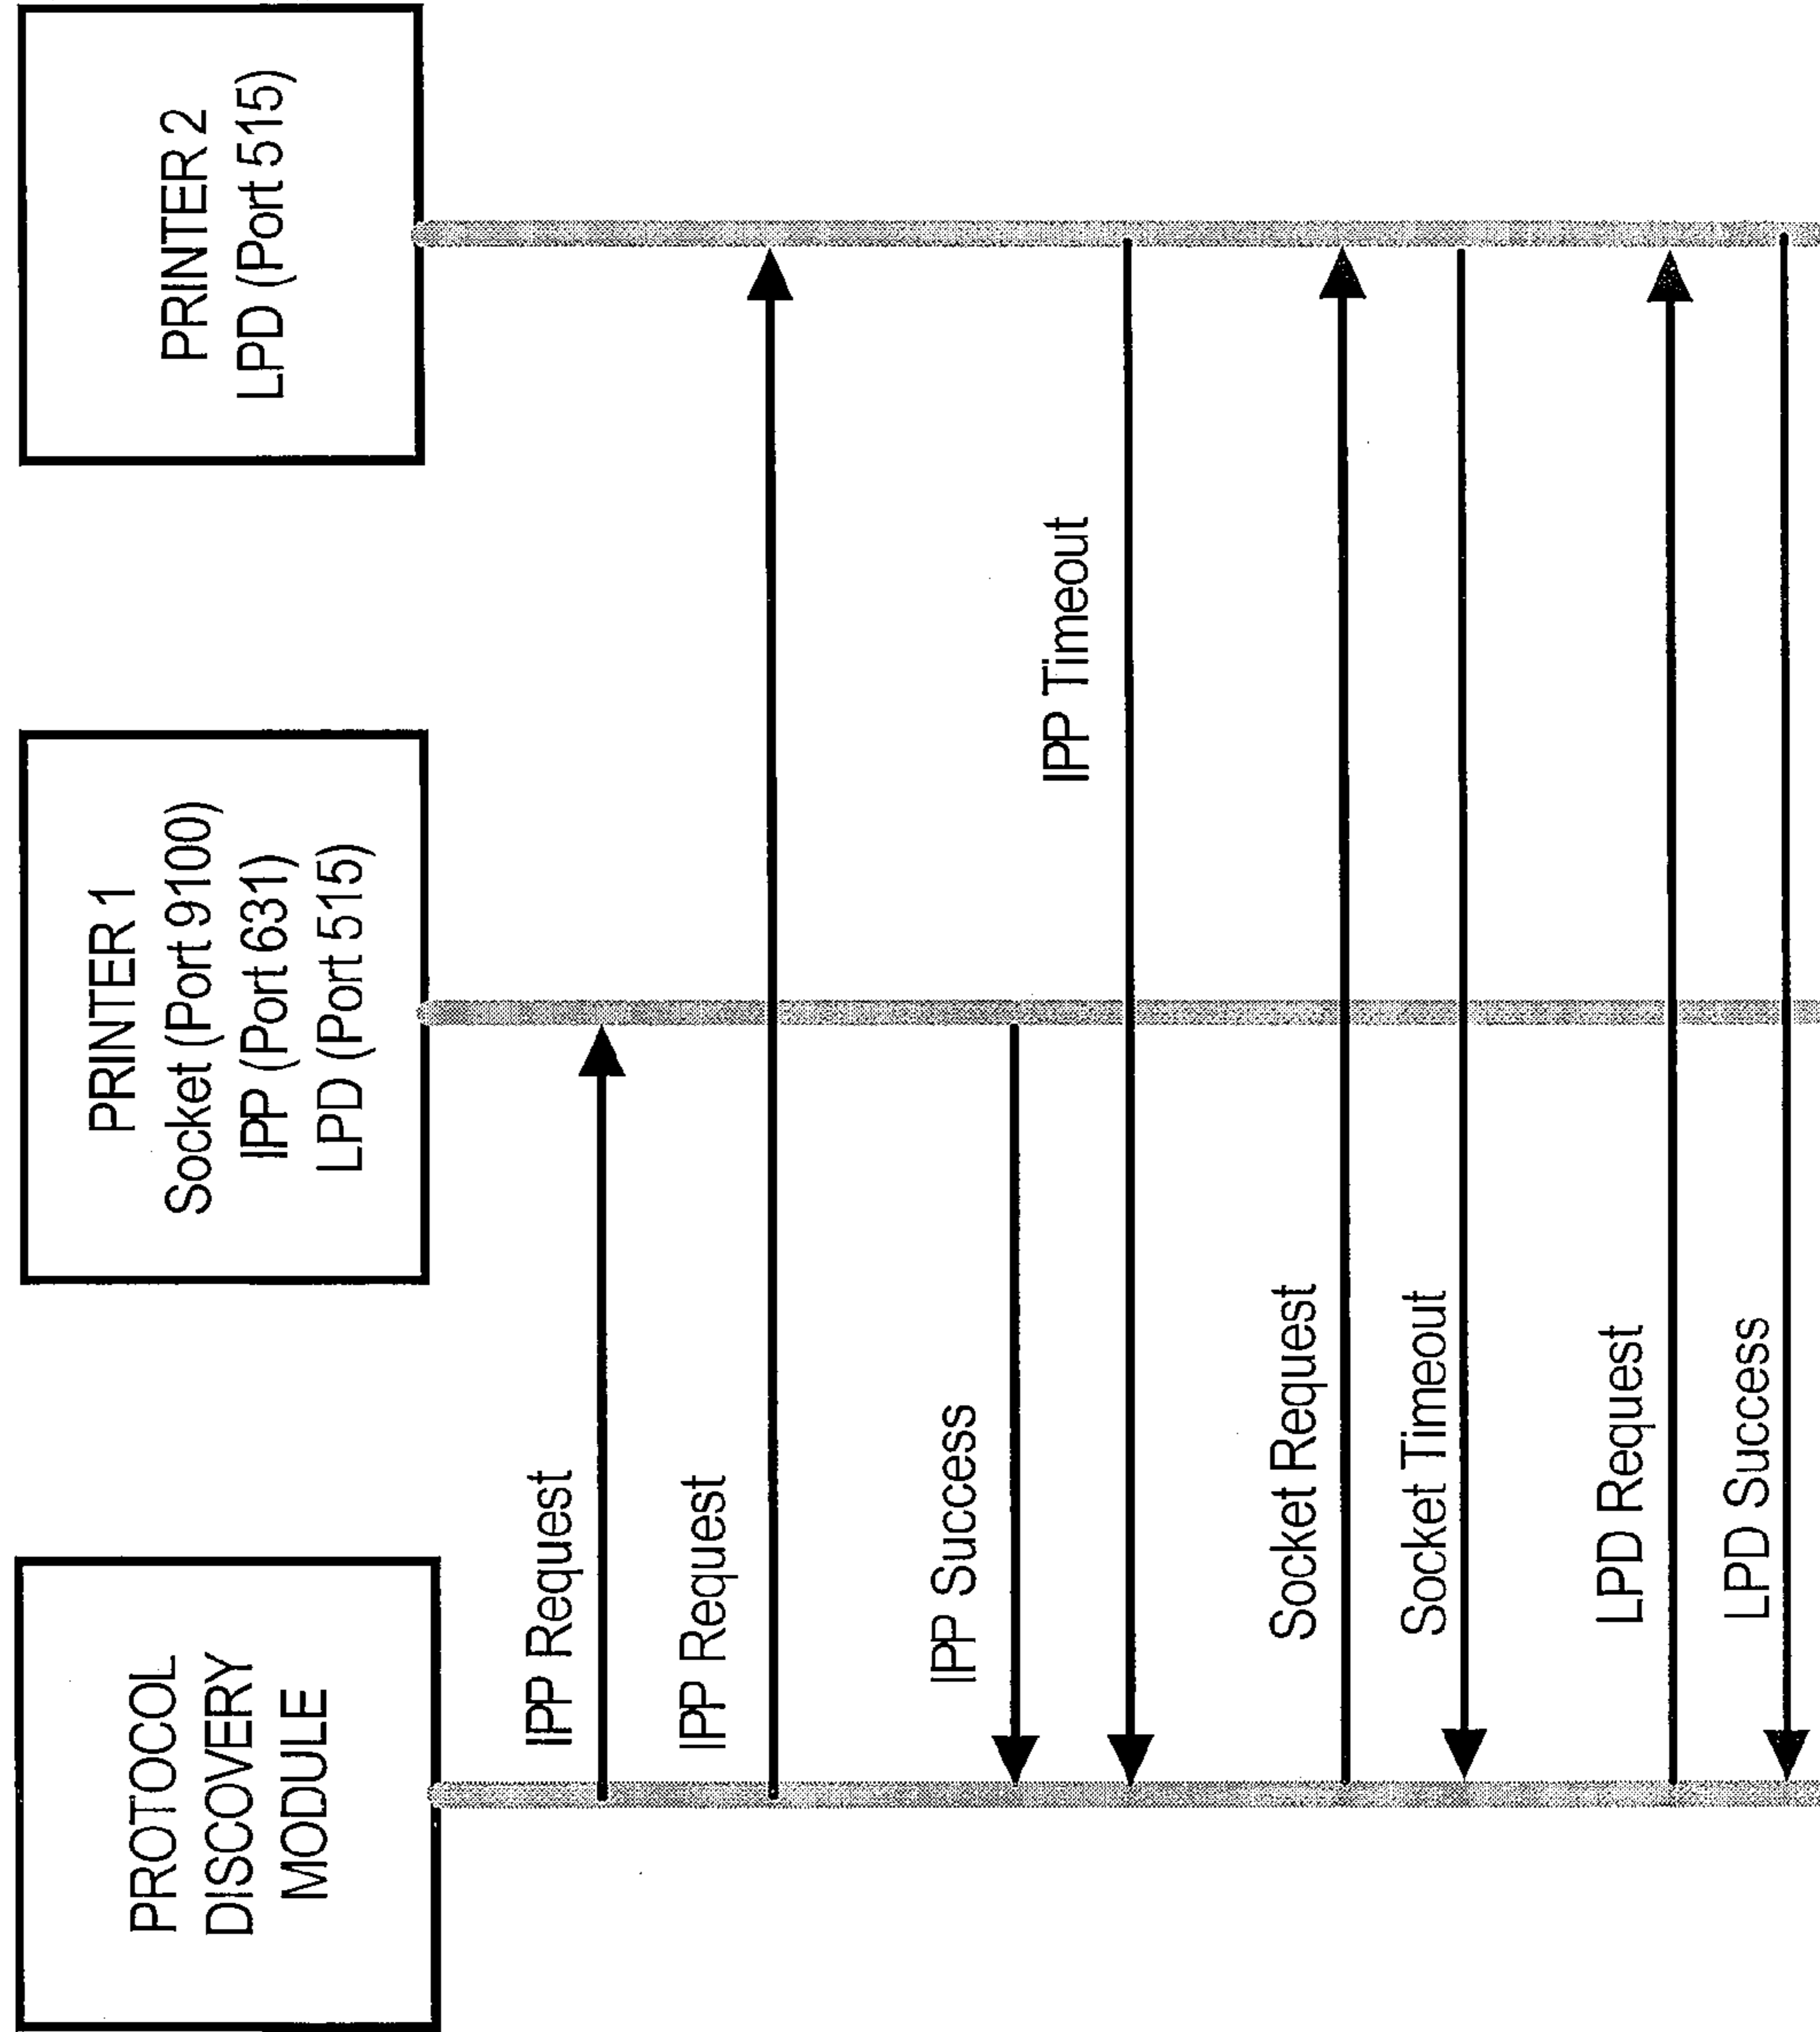 PROTOCOL
DISCOVERY
MODULE
PRINTER 1
Socket (Port 9100)
IPP (Port 631)
LPD (Port 515)
PRINTER 2
LPD (Port 515)
IPP Request
IPP Request
IPP Success
IPP Timeout
Socket Request
Socket Timeout
LPD Request
LPD Success